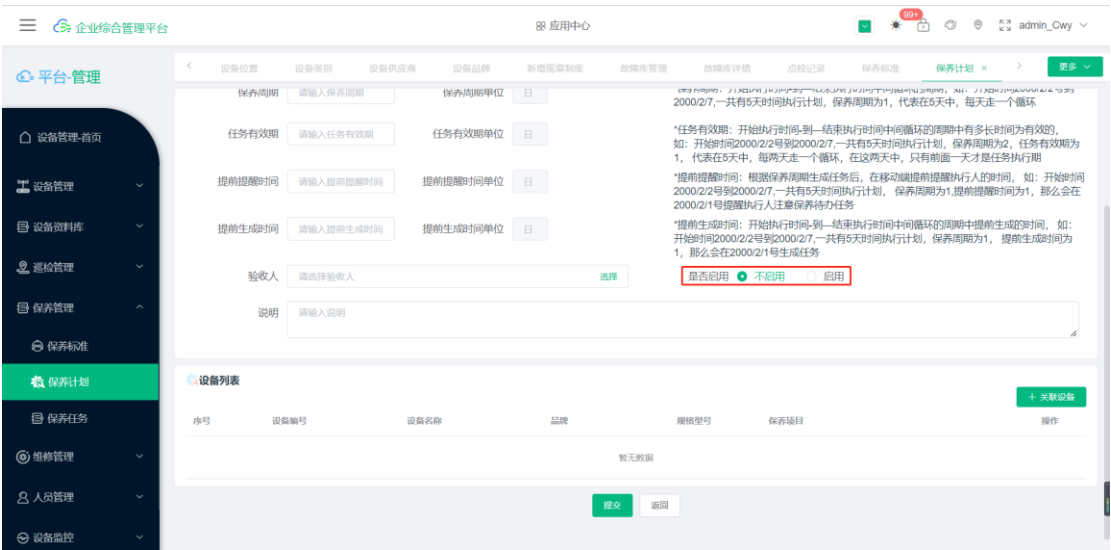 企业综合管理平台
应用中心
99+
admin_Cwy
平台-管理
设备位置 设备类别 设备供应商 设备品牌 新增规章制度 故障库管理 故障库详情 点检记录 保养标准 保养计划 × 更多
保养周期 请输入保养周期 保养周期单位 日
2000/2/7,一共有5天时间执行计划，保养周期为1，代表在5天中，每天走一个循环
设备管理-首页
任务有效期 请输入任务有效期 任务有效期单位 日
*任务有效期：开始执行时间-到—结束执行时间中间循环的周期中有多长时间为有效的，
如：开始时间2000/2/2号到2000/2/7,一共有5天时间执行计划，保养周期为2，任务有效期为
1，代表在5天中，每两天走一个循环，在这两天中，只有前面一天才是任务执行期
设备管理
提前提醒时间 请输入提前提醒时间 提前提醒时间单位 日
*提前提醒时间：根据保养周期生成任务后，在移动端提前提醒执行人的时间， 如：开始时间
2000/2/2号到2000/2/7,一共有5天时间执行计划， 保养周期为1,提前提醒时间为1，那么会在
2000/2/1号提醒执行人注意保养待办任务
设备资料库
提前生成时间 请输入提前生成时间 提前生成时间单位 日
*提前生成时间：开始执行时间-到—结束执行时间中间循环的周期中提前生成的时间， 如：
开始时间2000/2/2号到2000/2/7,一共有5天时间执行计划，保养周期为1， 提前生成时间为
1，那么会在2000/2/1号生成任务
巡检管理
验收人 请选择验收人 选择
是否启用 不启用 启用
保养管理
说明 请输入说明
保养标准
保养计划
保养任务
维修管理
人员管理
设备监控
设备列表
+ 关联设备
序号 设备编号 设备名称 品牌 规格型号 保养项目 操作
暂无数据
提交 返回